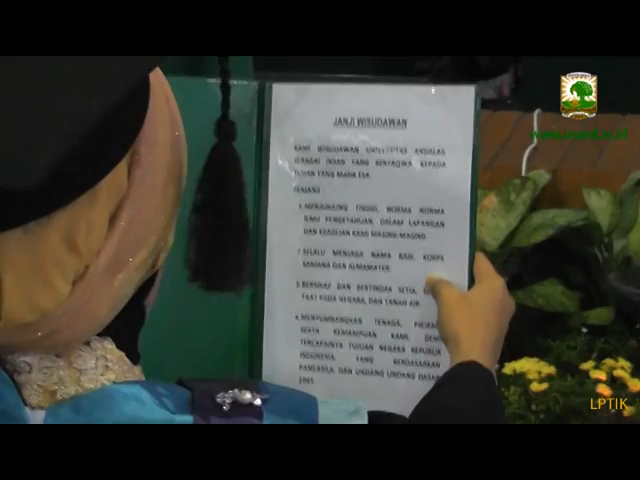 www.unand.ac.id
JANJI WISUDAWAN
KAMI WISUDAWAN UNIVERSITAS ANDALAS
SEBAGAI INSAN YANG BERTAQWA KEPADA
TUHAN YANG MAHA ESA
BERJANJI
1. MENJUNJUNG TINGGI, NORMA NORMA
ILMU PENGETAHUAN DALAM LAPANGAN
DAN KEAHLIAN KAMI MASING-MASING.
2. SELALU MENJAGA NAMA BAIK, KORPS
SARJANA DAN ALMAMATER.
3. BERSIKAP DAN BERTINDAK SETIA,
TAAT PADA NEGARA, DAN TANAH AIR.
4. MENYUMBANGKAN TENAGA, PIKIRAN
SERTA KEMAMPUAN KAMI, DEMI
TERCAPAINYA TUJUAN NEGARA REPUBLIK
INDONESIA, YANG BERDASARKAN
PANCASILA, DAN UNDANG UNDANG DASAR
1945
LPTIK